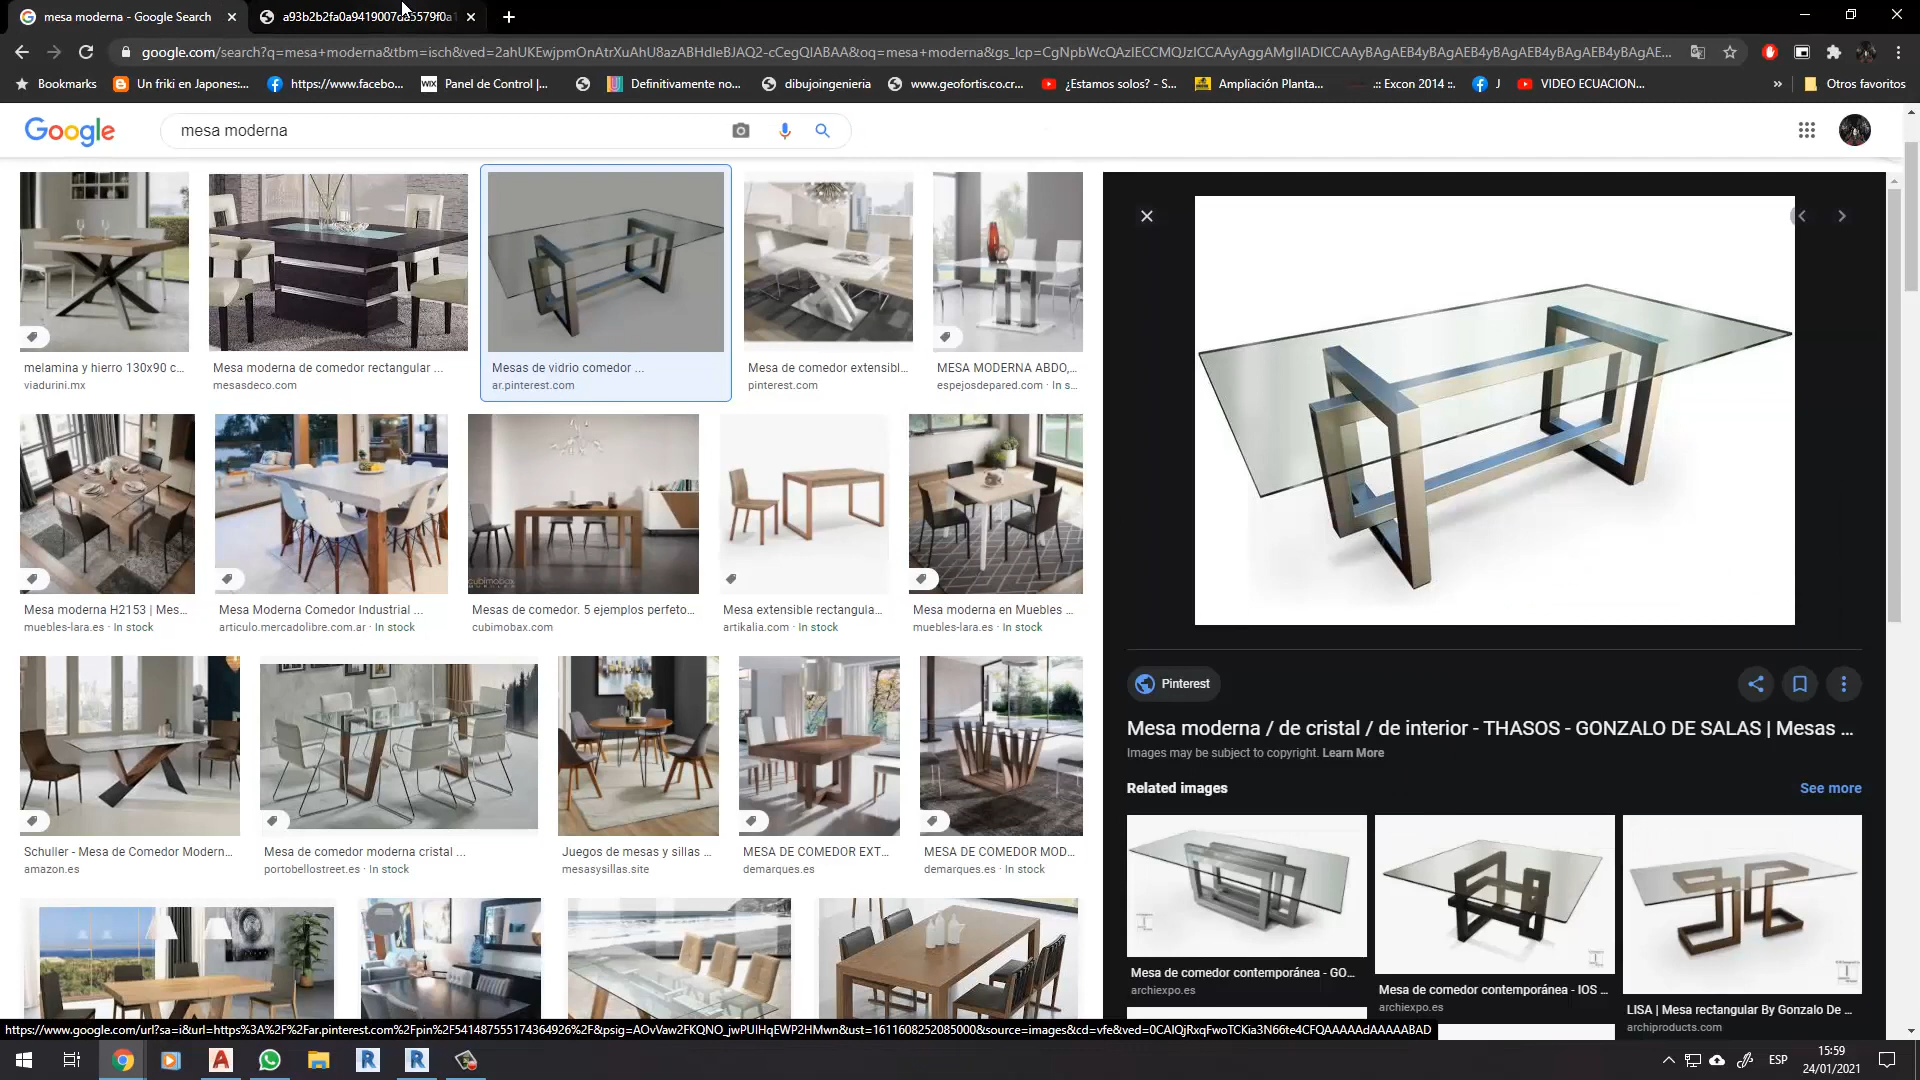 mesa moderna - Google Search
a93b2b2fa0a9419007da5579f0a1
google.com/search?q=mesa+moderna&tbm=isch&ved=2ahUKEwjpmOnAtrXuAhU8azABHdleBJAQ2-cCegQIABAA&oq=mesa+moderna&gs_lcp=CgNpbWcQAzIECCMQJzICCAAyAggAMgIIADICCAAyBAgAEB4yBAgAEB4yBAgAEB4yBAgAEB4yBAgAE...
Bookmarks
Un friki en Japones:...
https://www.facebo...
Panel de Control |...
Definitivamente no...
dibujoingenieria
www.geofortis.co.cr...
¿Estamos solos? - S...
Ampliación Planta...
.:: Excon 2014 ::.
J
VIDEO ECUACION...
»
Otros favoritos
Google
mesa moderna
melamina y hierro 130x90 c...
viadurini.mx
Mesa moderna de comedor rectangular ...
mesasdeco.com
Mesas de vidrio comedor ...
ar.pinterest.com
Mesa de comedor extensibl...
pinterest.com
MESA MODERNA ABDO,...
espejosdepared.com · In s...
Mesa moderna H2153 | Mes...
muebles-lara.es · In stock
Mesa Moderna Comedor Industrial ...
articulo.mercadolibre.com.ar · In stock
cubimobax
Mesas de comedor. 5 ejemplos perfeto...
cubimobax.com
Mesa extensible rectangula...
artikalia.com · In stock
Mesa moderna en Muebles ...
muebles-lara.es · In stock
Schuller - Mesa de Comedor Modern...
amazon.es
Mesa de comedor moderna cristal ...
portobellostreet.es · In stock
Juegos de mesas y sillas ...
mesasysillas.site
MESA DE COMEDOR EXT...
demarques.es
MESA DE COMEDOR MOD...
demarques.es · In stock
Pinterest
Mesa moderna / de cristal / de interior - THASOS - GONZALO DE SALAS | Mesas ...
Images may be subject to copyright. Learn More
Related images
See more
Mesa de comedor contemporánea - GO...
archiexpo.es
Mesa de comedor contemporánea - IOS ...
archiexpo.es
LISA | Mesa rectangular By Gonzalo De ...
archiproducts.com
https://www.google.com/url?sa=i&url=https%3A%2F%2Far.pinterest.com%2Fpin%2F541487555174364926%2F&psig=AOvVaw2FKQNO_jwPUIHqEWP2HMwn&ust=1611608252085000&source=images&cd=vfe&ved=0CAIQjRxqFwoTCKia3N66te4CFQAAAAAdAAAAABAD
ESP
15:59
24/01/2021